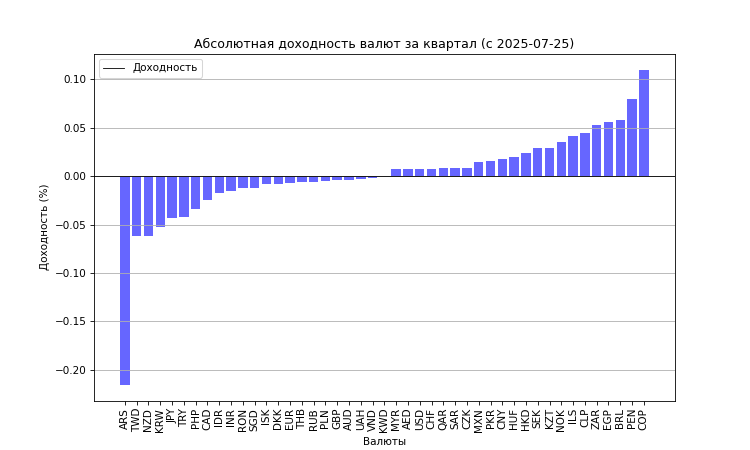 Абсолютная доходность валют за квартал (с 2025-07-25)
Доходность
0.10
0.05
0.00
−0.05
−0.10
−0.15
−0.20
Доходность (%)
ARS TWD NZD KRW JPY TRY PHP CAD IDR INR RON SGD ISK DKK EUR THB RUB PLN GBP AUD UAH VND KWD MYR AED USD CHF QAR SAR CZK MXN PKR CNY HUF HKD SEK KZT NOK ILS CLP ZAR EGP BRL PEN COP
Валюты